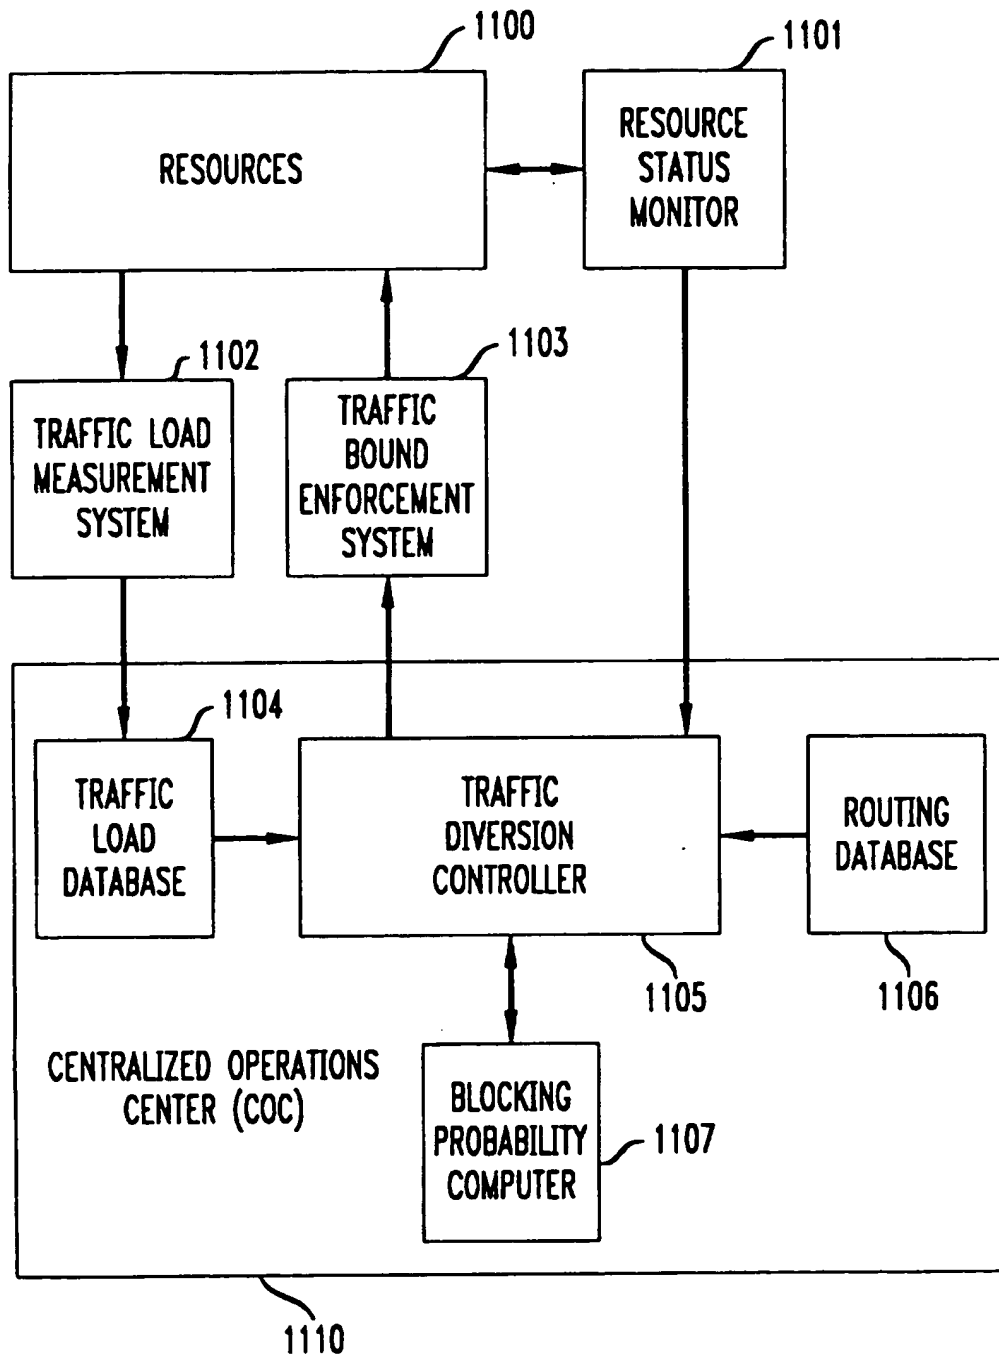 1100
1101
RESOURCES
RESOURCE
STATUS
MONITOR
1102
1103
TRAFFIC LOAD
MEASUREMENT
SYSTEM
TRAFFIC
BOUND
ENFORCEMENT
SYSTEM
1104
TRAFFIC
LOAD
DATABASE
TRAFFIC
DIVERSION
CONTROLLER
ROUTING
DATABASE
1105
1106
CENTRALIZED OPERATIONS
CENTER (COC)
BLOCKING
PROBABILITY
COMPUTER
1107
1110